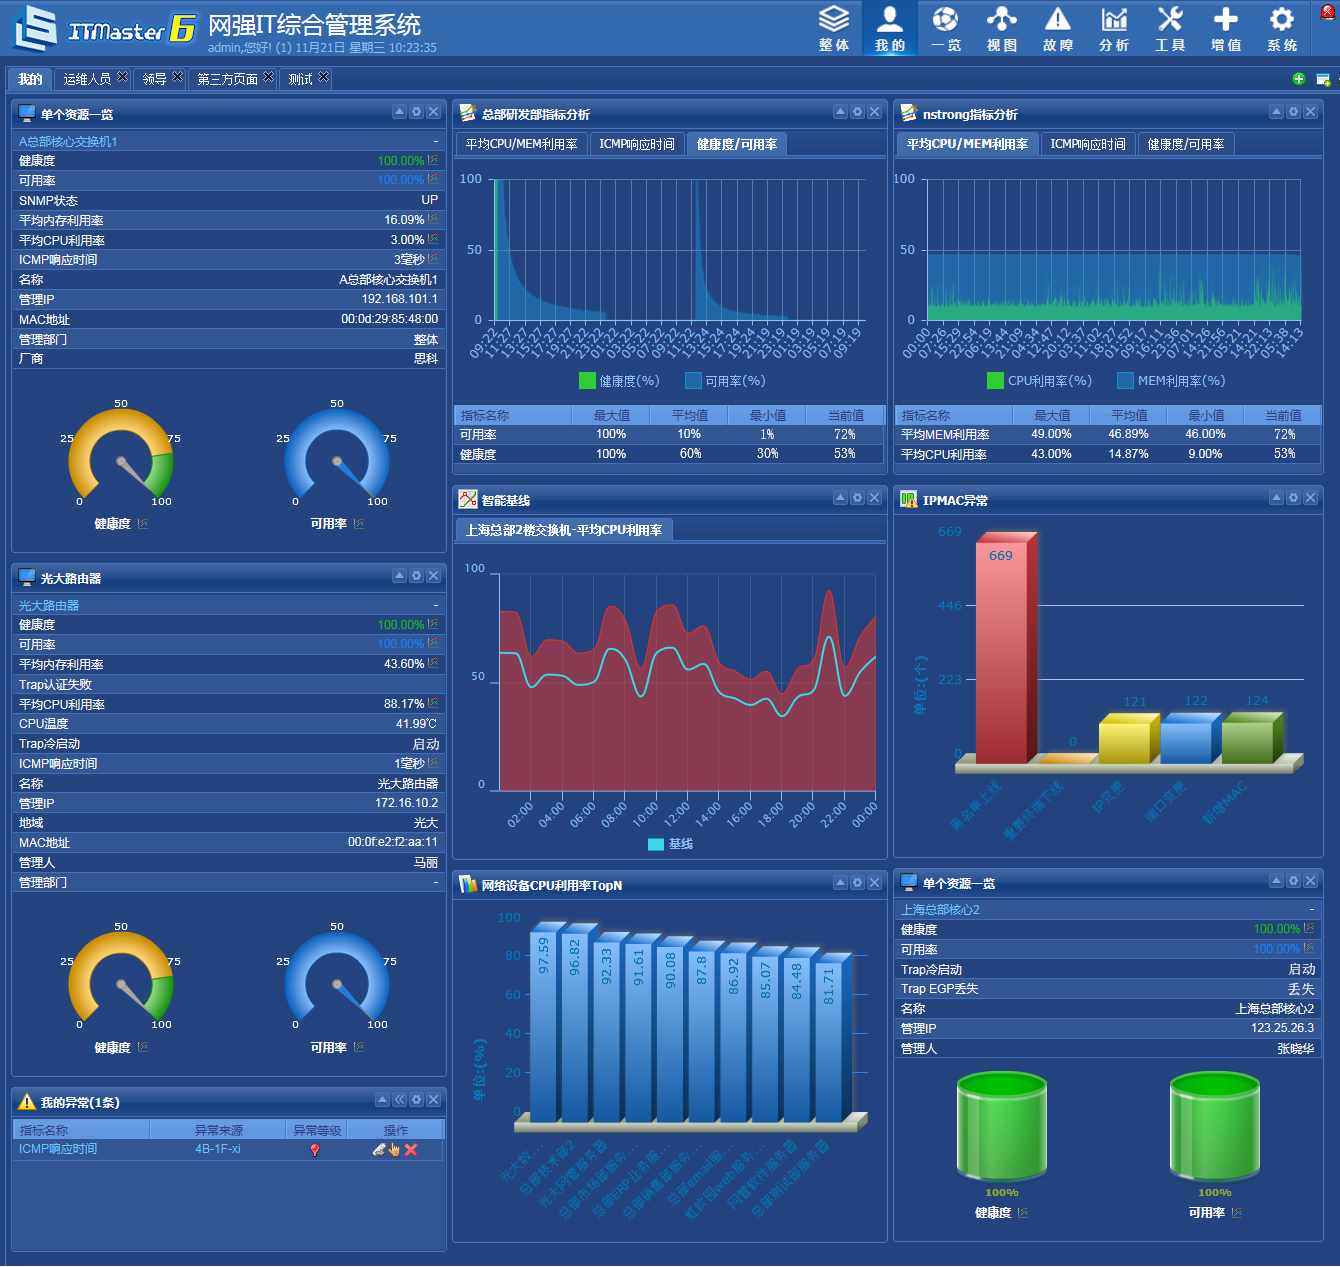 ITMaster 6 网强IT综合管理系统
admin,您好! (1) 11月21日 星期三 10:23:35
整体 我的 一览 视图 故障 分析 工具 增值 系统
我的 运维人员 领导 第三方页面 测试
单个资源一览
A总部核心交换机1 -
健康度 100.00%
可用率 100.00%
SNMP状态 UP
平均内存利用率 16.09%
平均CPU利用率 3.00%
ICMP响应时间 3毫秒
名称 A总部核心交换机1
管理IP 192.168.101.1
MAC地址 00:0d:29:85:48:00
管理部门 整体
厂商 思科
50 50
25 75 25 75
0 100 0 100
健康度 可用率
光大路由器
光大路由器 -
健康度 100.00%
可用率 100.00%
平均内存利用率 43.60%
Trap认证失败
平均CPU利用率 88.17%
CPU温度 41.99℃
Trap冷启动 启动
ICMP响应时间 1毫秒
名称 光大路由器
管理IP 172.16.10.2
地域 光大
MAC地址 00:0f:e2:f2:aa:11
管理人 马丽
管理部门 -
50 50
25 75 25 75
0 100 0 100
健康度 可用率
我的异常(1条)
指标名称 异常来源 异常等级 操作
ICMP响应时间 4B-1F-xi
总部研发部指标分析
平均CPU/MEM利用率 ICMP响应时间 健康度/可用率
100
50
0
09:22 11:27 13:27 15:27 17:27 19:27 21:22 23:22 01:22 03:22 05:22 07:22 09:22 11:22 13:24 15:24 17:24 19:24 21:19 23:19 01:19 03:19 05:19 07:19 09:19
健康度(%) 可用率(%)
指标名称 最大值 平均值 最小值 当前值
可用率 100% 10% 1% 72%
健康度 100% 60% 30% 53%
智能基线
上海总部2楼交换机-平均CPU利用率
100
50
0
02:00 04:00 06:00 08:00 10:00 12:00 14:00 16:00 18:00 20:00 22:00 00:00
基线
网络设备CPU利用率TopN
100
80
60
40
20
0
单位:(%)
97.59 96.82 92.33 91.61 90.08 87.8 86.92 85.07 84.48 81.71
光大数... 总部技术部2 光大网管服务器 总部市场部服务... 总部ERP业务服... 总部销售部服务... 总部email服... 虹软园web服务... 网管软件服务器 总部测试部服务器
nstrong指标分析
平均CPU/MEM利用率 ICMP响应时间 健康度/可用率
100
50
0
00:00 07:26 15:29 22:54 06:19 13:44 21:09 04:34 12:47 20:12 03:37 11:02 18:27 01:52 09:17 16:11 23:36 07:01 14:26 21:56 05:21 14:21 22:13 05:38 14:13
CPU利用率(%) MEM利用率(%)
指标名称 最大值 平均值 最小值 当前值
平均MEM利用率 49.00% 46.89% 46.00% 72%
平均CPU利用率 43.00% 14.87% 9.00% 53%
IPMAC异常
669
446
223
0
单位:(个)
669 0 121 122 124
黑名单上线 重要终端下线 IP变更 端口变更 新增MAC
单个资源一览
上海总部核心2 -
健康度 100.00%
可用率 100.00%
Trap冷启动 启动
Trap EGP丢失 丢失
名称 上海总部核心2
管理IP 123.25.26.3
管理人 张晓华
100% 100%
健康度 可用率